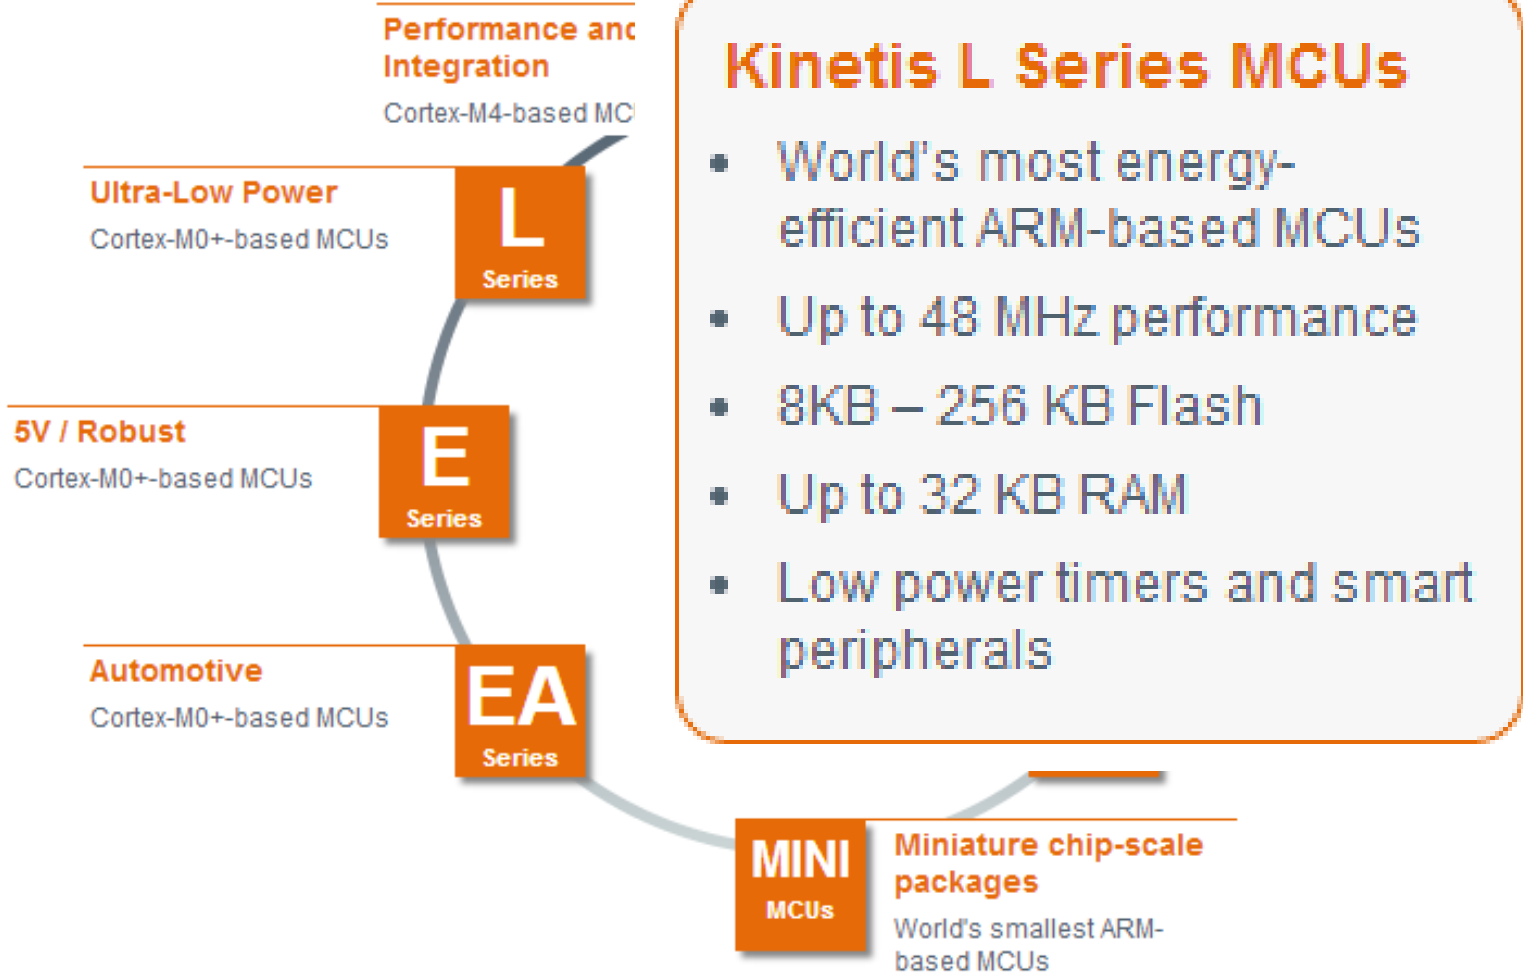 Performance and
Integration
Cortex-M4-based
Ultra-Low Power
Cortex-M0+-based MCUs
L
Series
5V / Robust
Cortex-M0+-based MCUs
E
Series
Automotive
Cortex-M0+-based MCUs
EA
Series
MINI
MCUs
Miniature chip-scale
packages
World's smallest ARM-
based MCUs
Kinetis L Series MCUs
• World's most energy-
efficient ARM-based MCUs
• Up to 48 MHz performance
• 8KB – 256 KB Flash
• Up to 32 KB RAM
• Low power timers and smart
peripherals